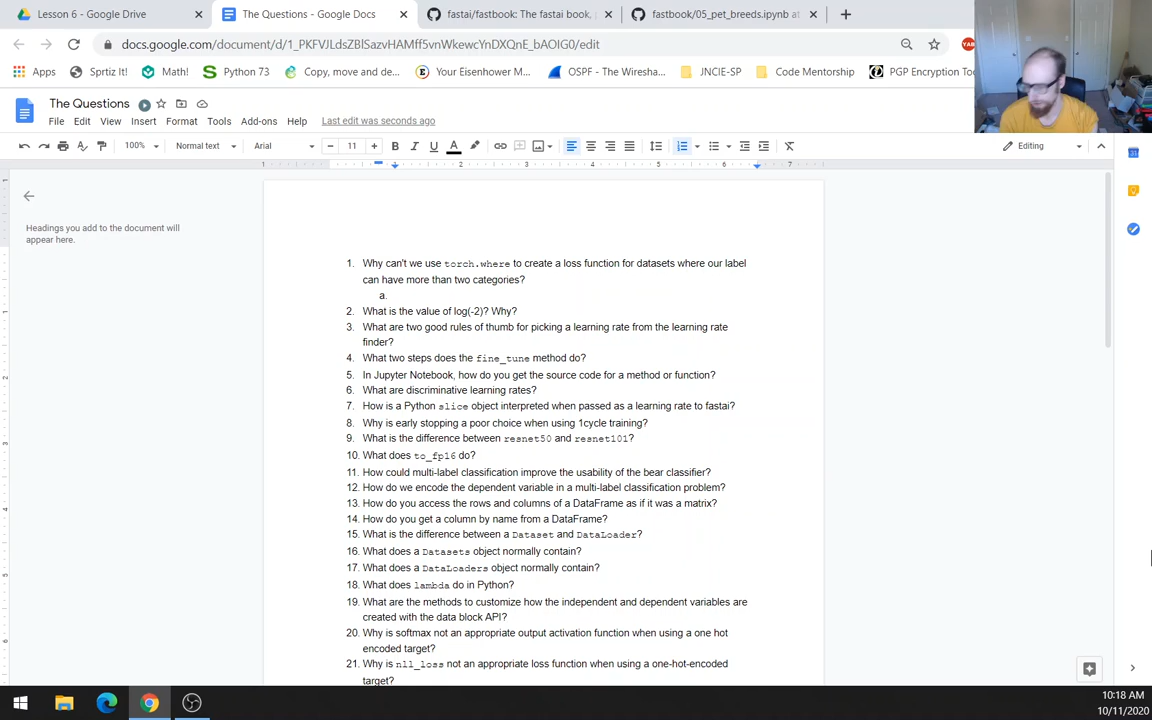 Lesson 6 - Google Drive
The Questions - Google Docs
fastai/fastbook: The fastai book,
fastbook/05_pet_breeds.ipynb at
docs.google.com/document/d/1_PKFVJLdsZBlSazvHAMff5vnWkewcYnDXQnE_bAOIG0/edit
Apps
Sprtiz It!
Math!
Python 73
Copy, move and de...
Your Eisenhower M...
OSPF - The Wiresha...
JNCIE-SP
Code Mentorship
PGP Encryption Too
The Questions
File Edit View Insert Format Tools Add-ons Help Last edit was seconds ago
100% Normal text Arial 11 Editing
1 1 2 3 4 5 6 7
Headings you add to the document will
appear here.
1. Why can't we use torch.where to create a loss function for datasets where our label
can have more than two categories?
a.
2. What is the value of log(-2)? Why?
3. What are two good rules of thumb for picking a learning rate from the learning rate
finder?
4. What two steps does the fine_tune method do?
5. In Jupyter Notebook, how do you get the source code for a method or function?
6. What are discriminative learning rates?
7. How is a Python slice object interpreted when passed as a learning rate to fastai?
8. Why is early stopping a poor choice when using 1cycle training?
9. What is the difference between resnet50 and resnet101?
10. What does to_fp16 do?
11. How could multi-label classification improve the usability of the bear classifier?
12. How do we encode the dependent variable in a multi-label classification problem?
13. How do you access the rows and columns of a DataFrame as if it was a matrix?
14. How do you get a column by name from a DataFrame?
15. What is the difference between a Dataset and DataLoader?
16. What does a Datasets object normally contain?
17. What does a DataLoaders object normally contain?
18. What does lambda do in Python?
19. What are the methods to customize how the independent and dependent variables are
created with the data block API?
20. Why is softmax not an appropriate output activation function when using a one hot
encoded target?
21. Why is nll_loss not an appropriate loss function when using a one-hot-encoded
target?
10:18 AM
10/11/2020